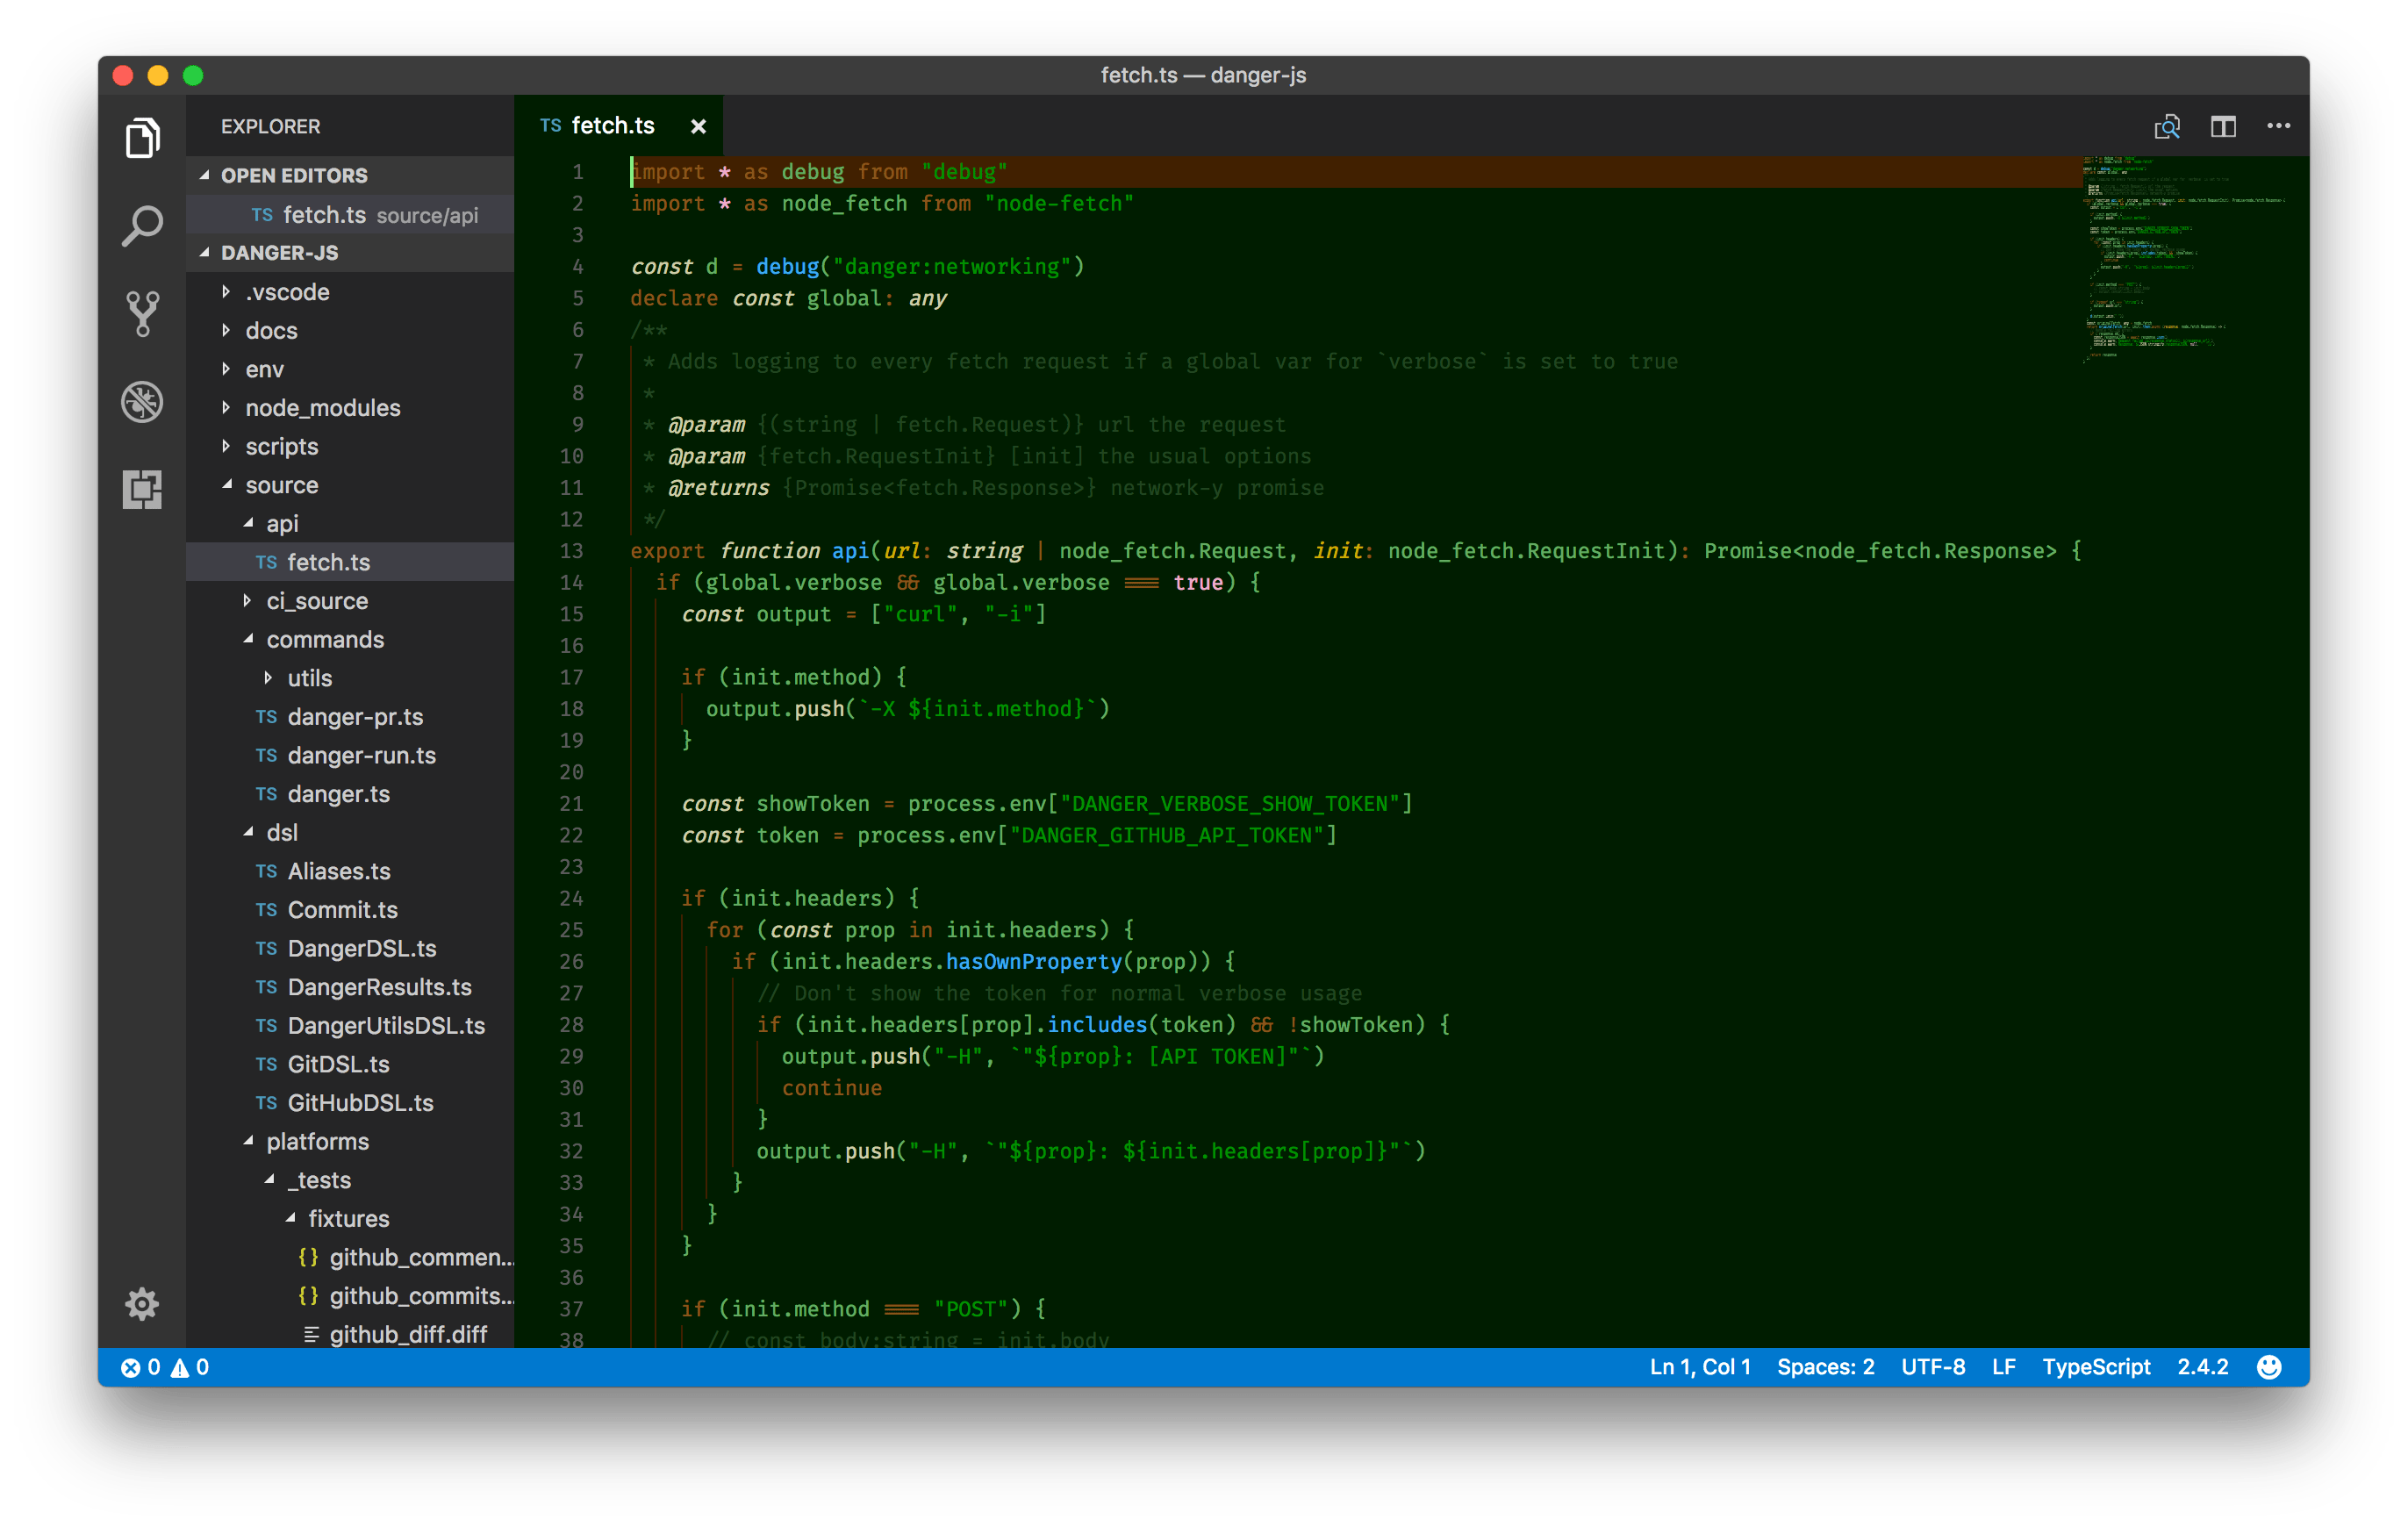 fetch.ts — danger-js
EXPLORER
OPEN EDITORS
TS fetch.ts source/api
DANGER-JS
.vscode
docs
env
node_modules
scripts
source
api
TS fetch.ts
ci_source
commands
utils
TS danger-pr.ts
TS danger-run.ts
TS danger.ts
dsl
TS Aliases.ts
TS Commit.ts
TS DangerDSL.ts
TS DangerResults.ts
TS DangerUtilsDSL.ts
TS GitDSL.ts
TS GitHubDSL.ts
platforms
_tests
fixtures
{} github_commen...
{} github_commits...
github_diff.diff
TS fetch.ts ×
1 import * as debug from "debug"
2 import * as node_fetch from "node-fetch"
3
4 const d = debug("danger:networking")
5 declare const global: any
6 /**
7 * Adds logging to every fetch request if a global var for `verbose` is set to true
8 *
9 * @param {(string | fetch.Request)} url the request
10 * @param {fetch.RequestInit} [init] the usual options
11 * @returns {Promise<fetch.Response>} network-y promise
12 */
13 export function api(url: string | node_fetch.Request, init: node_fetch.RequestInit): Promise<node_fetch.Response> {
14 if (global.verbose && global.verbose === true) {
15 const output = ["curl", "-i"]
16
17 if (init.method) {
18 output.push(`-X ${init.method}`)
19 }
20
21 const showToken = process.env["DANGER_VERBOSE_SHOW_TOKEN"]
22 const token = process.env["DANGER_GITHUB_API_TOKEN"]
23
24 if (init.headers) {
25 for (const prop in init.headers) {
26 if (init.headers.hasOwnProperty(prop)) {
27 // Don't show the token for normal verbose usage
28 if (init.headers[prop].includes(token) && !showToken) {
29 output.push("-H", `"${prop}: [API TOKEN]"`)
30 continue
31 }
32 output.push("-H", `"${prop}: ${init.headers[prop]}"`)
33 }
34 }
35 }
36
37 if (init.method === "POST") {
38 // const body:string = init.body
0 0
Ln 1, Col 1 Spaces: 2 UTF-8 LF TypeScript 2.4.2